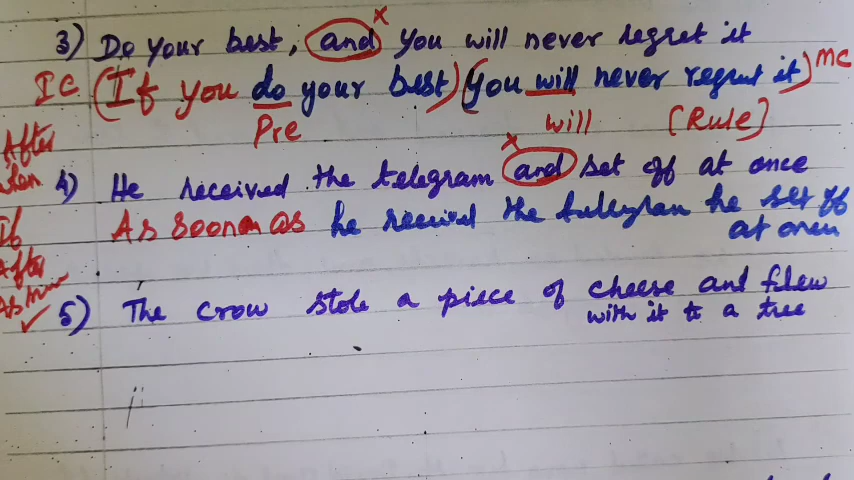 3) Do your best, and x you will never regret it
IC (If you do your best) (you will never regret it) MC
Pre will [Rule]
After
when
4) He received the telegram and x set off at once
If As soon as he received the he set off
at once
After
5) The crow stole a piece of cheese and flew
with it to a tree